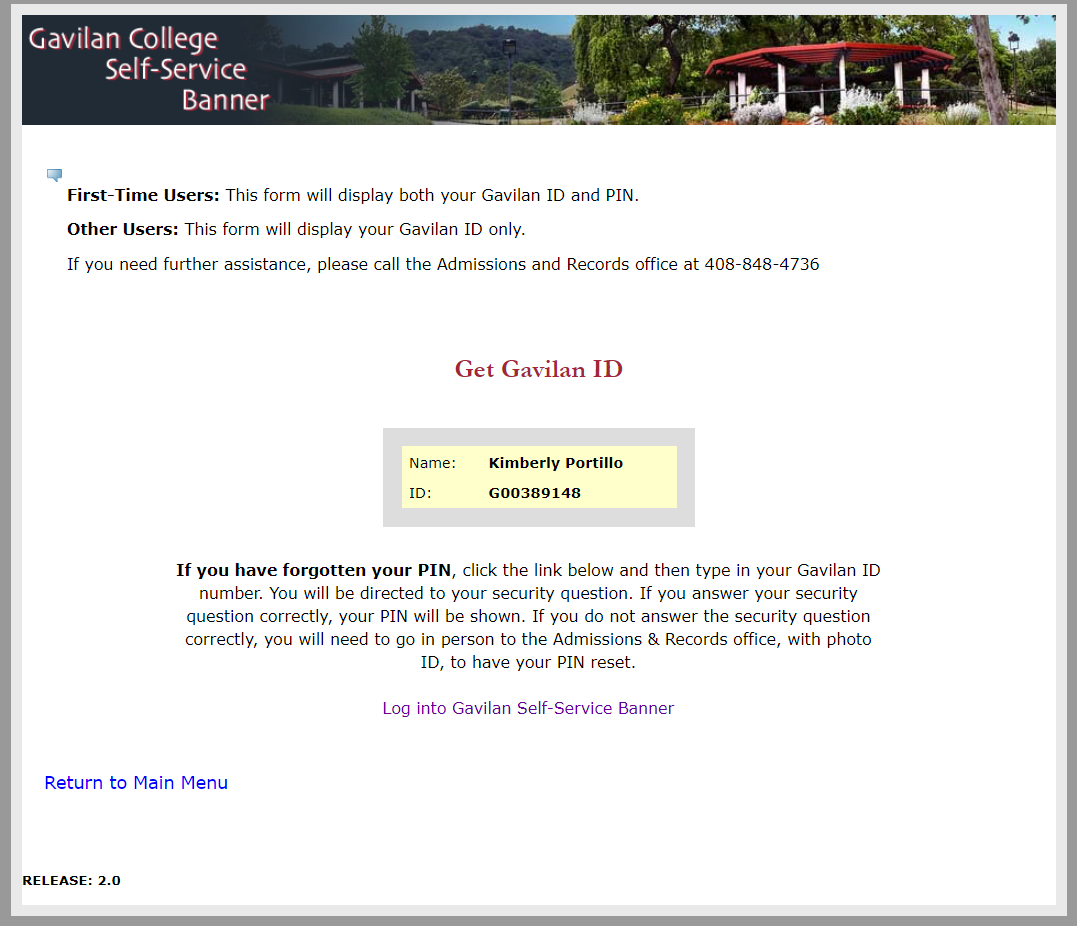 Gavilan College
Self-Service
Banner
First-Time Users: This form will display both your Gavilan ID and PIN.
Other Users: This form will display your Gavilan ID only.
If you need further assistance, please call the Admissions and Records office at 408-848-4736
Get Gavilan ID
Name: Kimberly Portillo
ID: G00389148
If you have forgotten your PIN, click the link below and then type in your Gavilan ID
number. You will be directed to your security question. If you answer your security
question correctly, your PIN will be shown. If you do not answer the security question
correctly, you will need to go in person to the Admissions & Records office, with photo
ID, to have your PIN reset.
Log into Gavilan Self-Service Banner
Return to Main Menu
RELEASE: 2.0